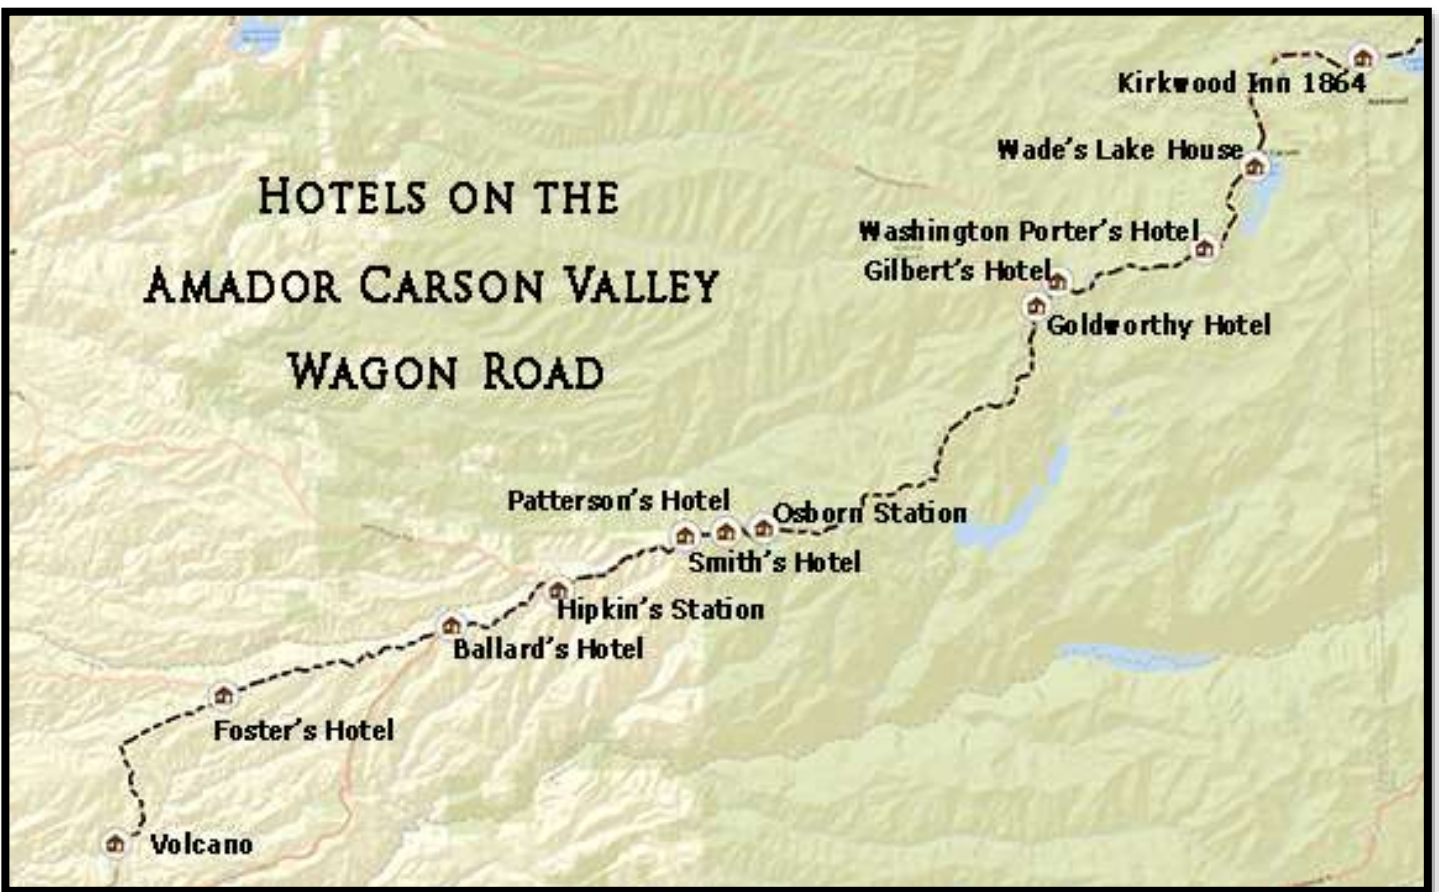 Kirkwood Inn 1864
Wade's Lake House
HOTELS ON THE
AMADOR CARSON VALLEY
WAGON ROAD
Washington Porter's Hotel
Gilbert's Hotel
Goldworthy Hotel
Patterson's Hotel
Osborn Station
Smith's Hotel
Hipkin's Station
Ballard's Hotel
Foster's Hotel
Volcano